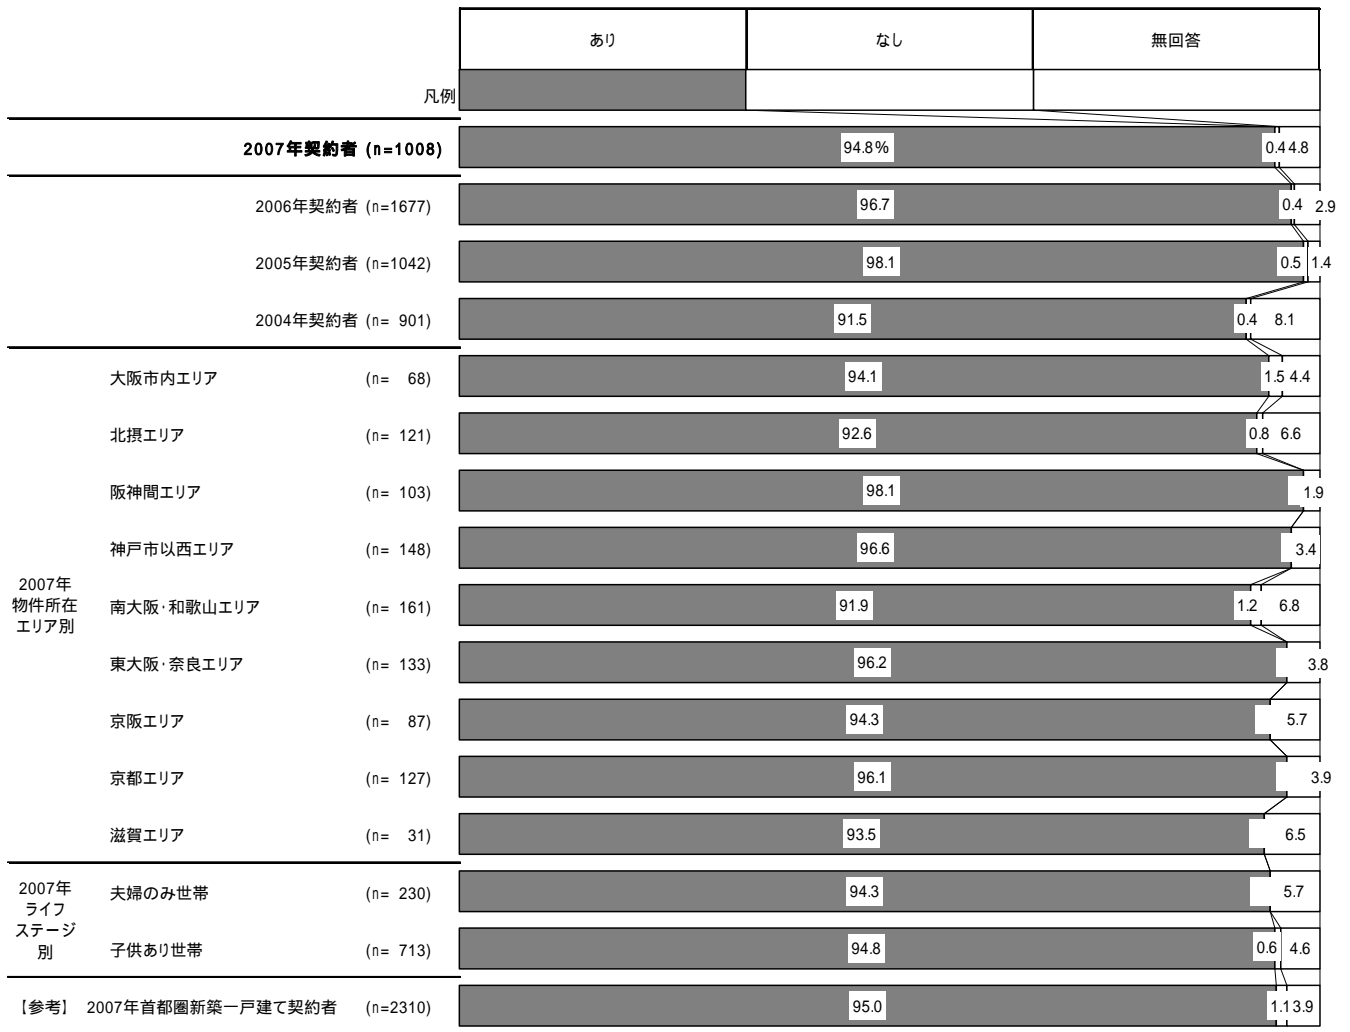 あり なし 無回答
凡例
2007年契約者 (n=1008) 94.8% 0.4 4.8
2006年契約者 (n=1677) 96.7 0.4 2.9
2005年契約者 (n=1042) 98.1 0.5 1.4
2004年契約者 (n= 901) 91.5 0.4 8.1
2007年
物件所在
エリア別
大阪市内エリア (n= 68) 94.1 1.5 4.4
北摂エリア (n= 121) 92.6 0.8 6.6
阪神間エリア (n= 103) 98.1 1.9
神戸市以西エリア (n= 148) 96.6 3.4
南大阪・和歌山エリア (n= 161) 91.9 1.2 6.8
東大阪・奈良エリア (n= 133) 96.2 3.8
京阪エリア (n= 87) 94.3 5.7
京都エリア (n= 127) 96.1 3.9
滋賀エリア (n= 31) 93.5 6.5
2007年
ライフ
ステージ
別
夫婦のみ世帯 (n= 230) 94.3 5.7
子供あり世帯 (n= 713) 94.8 0.6 4.6
【参考】 2007年首都圏新築一戸建て契約者 (n=2310) 95.0 1.1 3.9